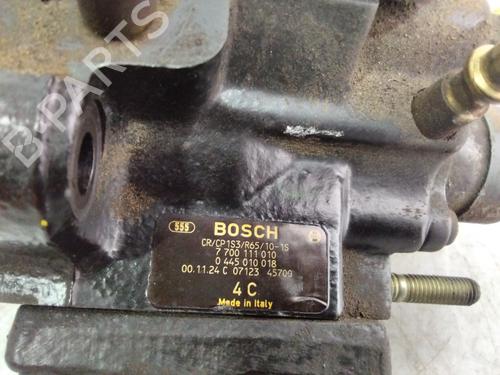 B-PARTS
555 BOSCH
CR/CP1S3/R65/10-1S
7 700 111 010
0 445 010 018
00.11.24 C 07123 45709
4 C
Made in Italy